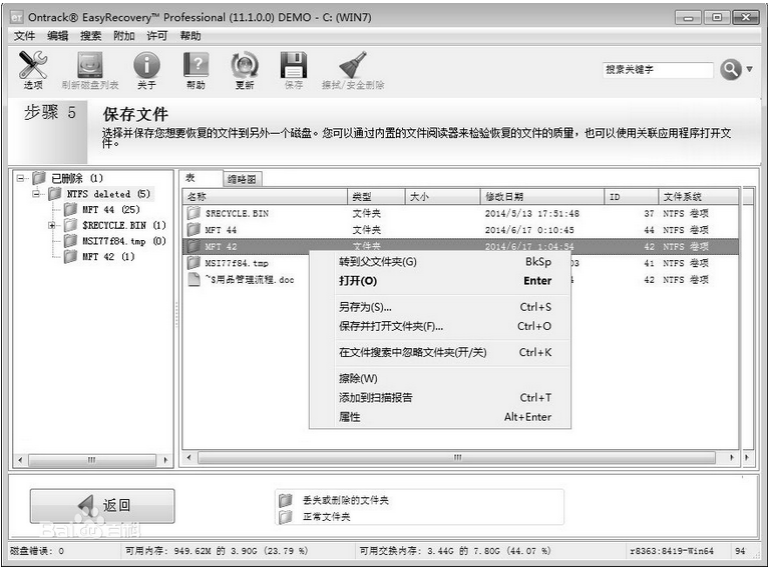 Ontrack® EasyRecovery™ Professional (11.1.0.0) DEMO - C: (WIN7)
文件 编辑 搜索 附加 许可 帮助
选项 刷新磁盘列表 关于 帮助 更新 保存 擦拭/安全删除
搜索关键字
步骤 5
保存文件
选择并保存您想要恢复的文件到另外一个磁盘。您可以通过内置的文件阅读器来检验恢复的文件的质量，也可以使用关联应用程序打开文
件。
已删除 (1)
NTFS deleted (5)
MFT 44 (25)
$RECYCLE.BIN (1)
MSI77f84.tmp (0)
MFT 42 (1)
表 缩略图
名称 类型 大小 修改日期 ID 文件系统
$RECYCLE.BIN 文件夹 2014/5/13 17:51:48 37 NTFS 卷项
MFT 44 文件夹 2014/6/17 0:10:45 44 NTFS 卷项
MFT 42 文件夹 2014/6/17 1:04:54 42 NTFS 卷项
MSI77f84.tmp 03 41 NTFS 卷项
~$用品管理流程.doc 42 NTFS 卷项
转到父文件夹(G) BkSp
打开(O) Enter
另存为(S)... Ctrl+S
保存并打开文件夹(F)... Ctrl+O
在文件搜索中忽略文件夹(开/关) Ctrl+K
擦除(W)
添加到扫描报告 Ctrl+T
属性 Alt+Enter
返回
丢失或删除的文件夹
正常文件夹
Baidu百科
磁盘错误: 0 可用内存: 949.62M 的 3.90G (23.79 %) 可用交换内存: 3.44G 的 7.80G (44.07 %) r8363:8419-Win64 94